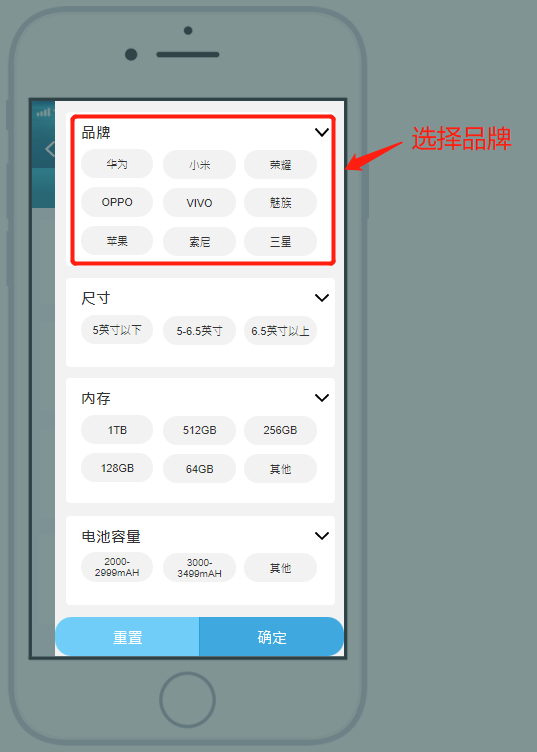 品牌
华为 小米 荣耀
OPPO VIVO 魅族
苹果 索尼 三星
选择品牌
尺寸
5英寸以下 5-6.5英寸 6.5英寸以上
内存
1TB 512GB 256GB
128GB 64GB 其他
电池容量
2000-
2999mAH
3000-
3499mAH
其他
重置 确定